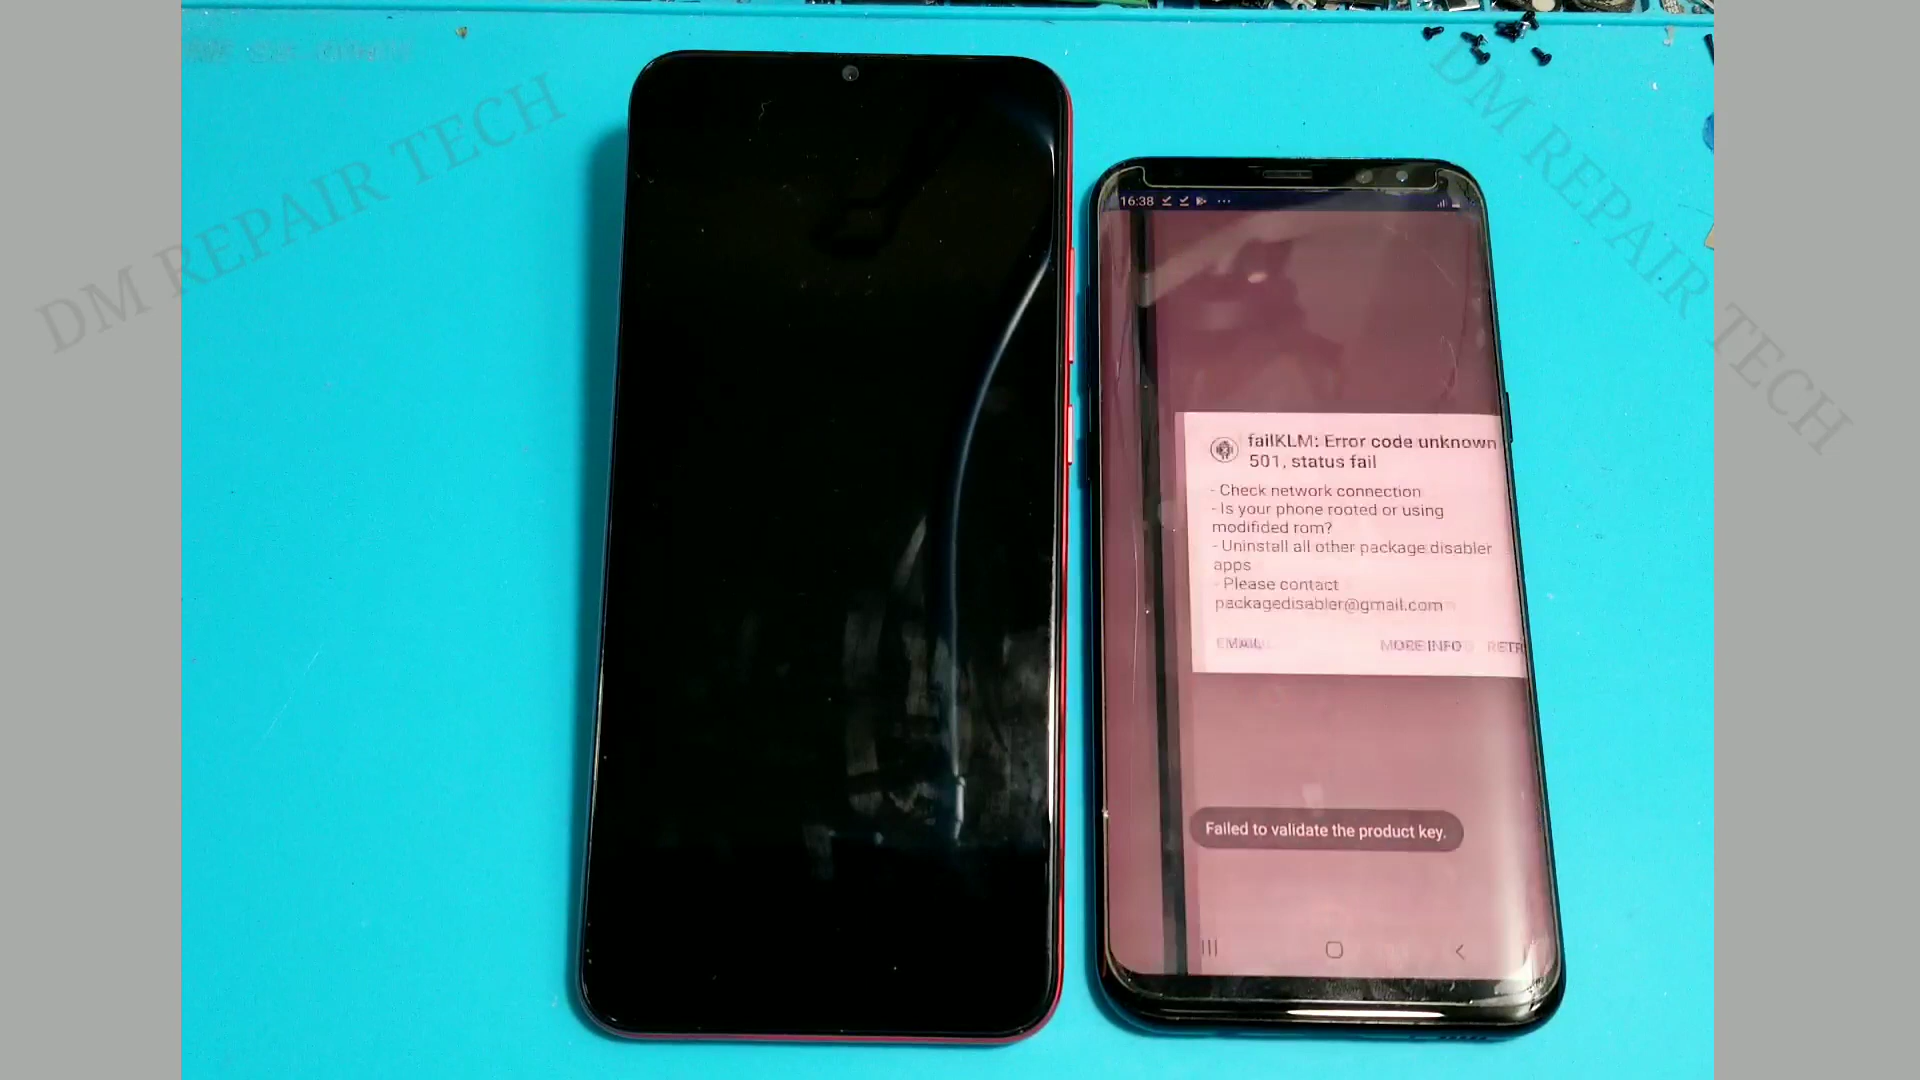 DM REPAIR TECH
DM REPAIR TECH
16:38
failKLM: Error code unknown
501, status fail
- Check network connection
- Is your phone rooted or using
modifided rom?
- Uninstall all other package disabler
apps
- Please contact
packagedisabler@gmail.com
EMAIL MORE INFO RETR
Failed to validate the product key.